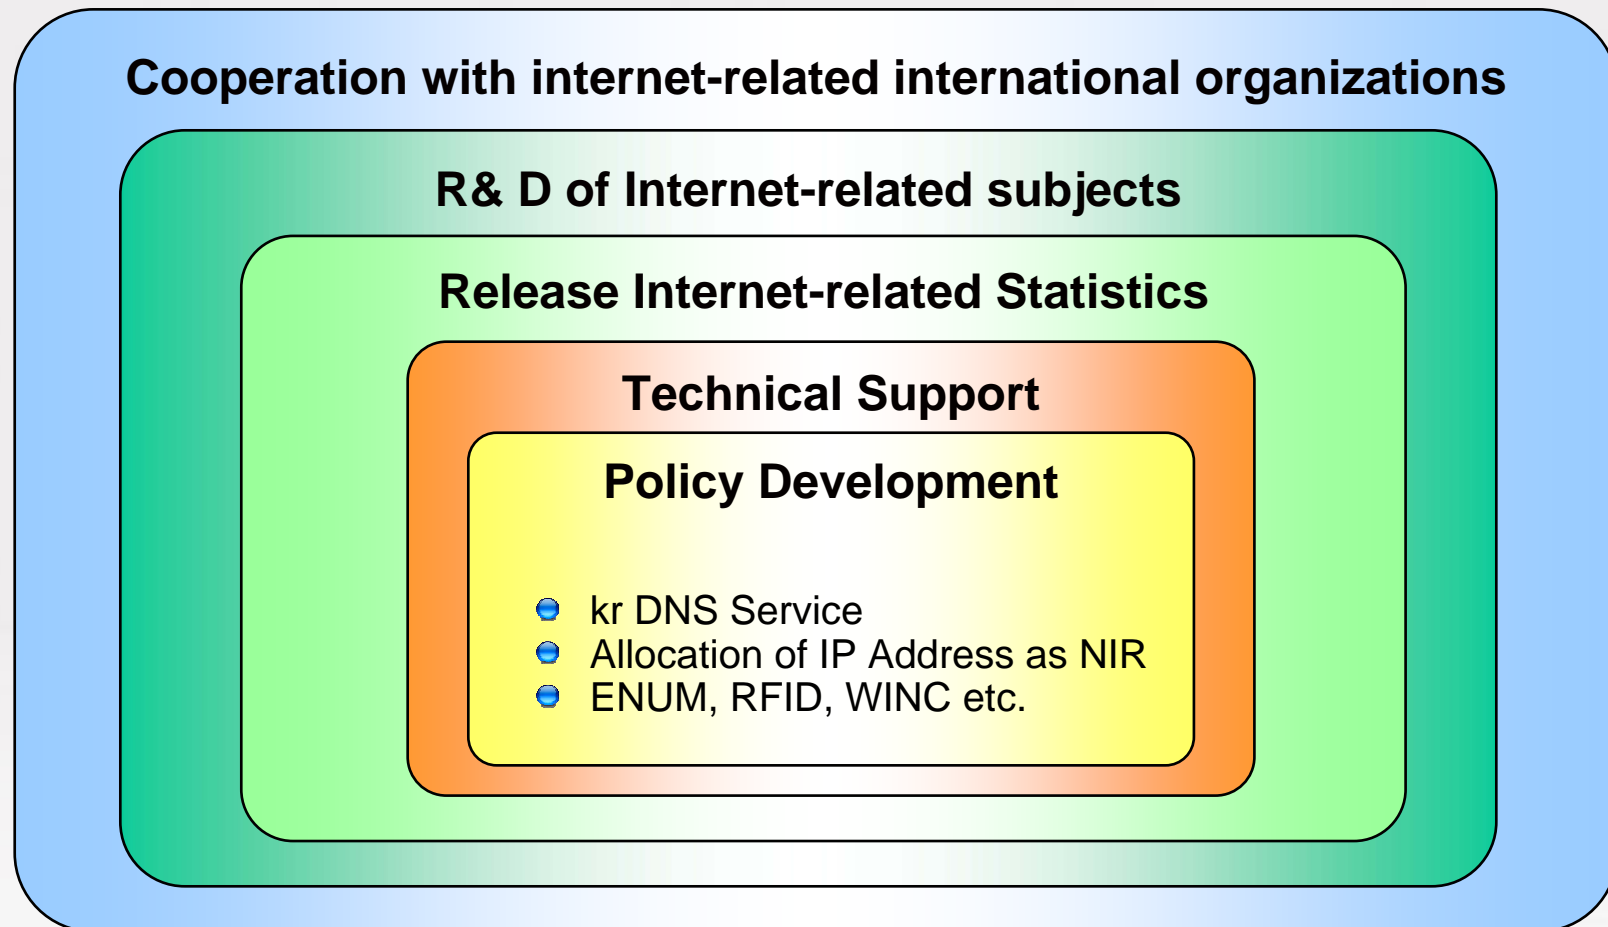 Cooperation with internet-related international organizations
R& D of Internet-related subjects
Release Internet-related Statistics
Technical Support
Policy Development
kr DNS Service
Allocation of IP Address as NIR
ENUM, RFID, WINC etc.